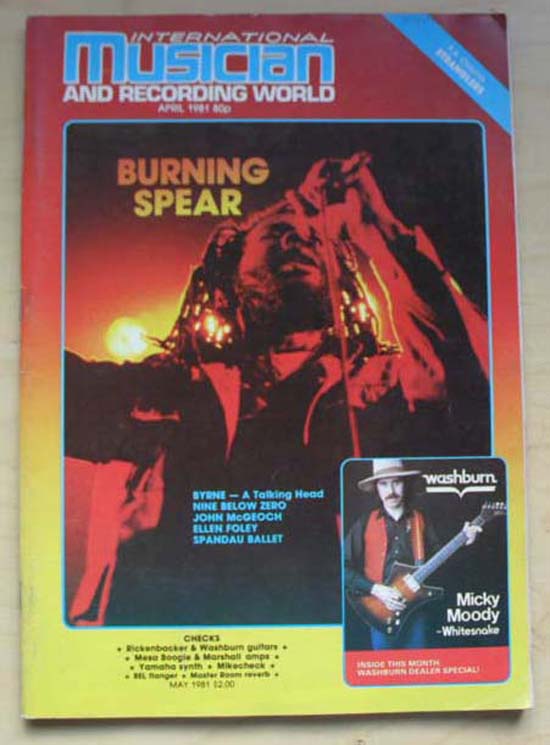 INTERNATIONAL
Musician
AND RECORDING WORLD
APRIL 1981 80p
STRANGLERS
BURNING
SPEAR
BYRNE — A Talking Head
NINE BELOW ZERO
JOHN McGEOCH
ELLEN FOLEY
SPANDAU BALLET
washburn
Micky
Moody
-Whitesnake
INSIDE THIS MONTH
WASHBURN DEALER SPECIAL!
CHECKS
+ Rickenbacker & Washburn guitars +
+ Mesa Boogie & Marshall amps +
+ Yamaha synth + Mikecheck +
+ BEL flanger + Master Room reverb +
MAY 1981 $2.00